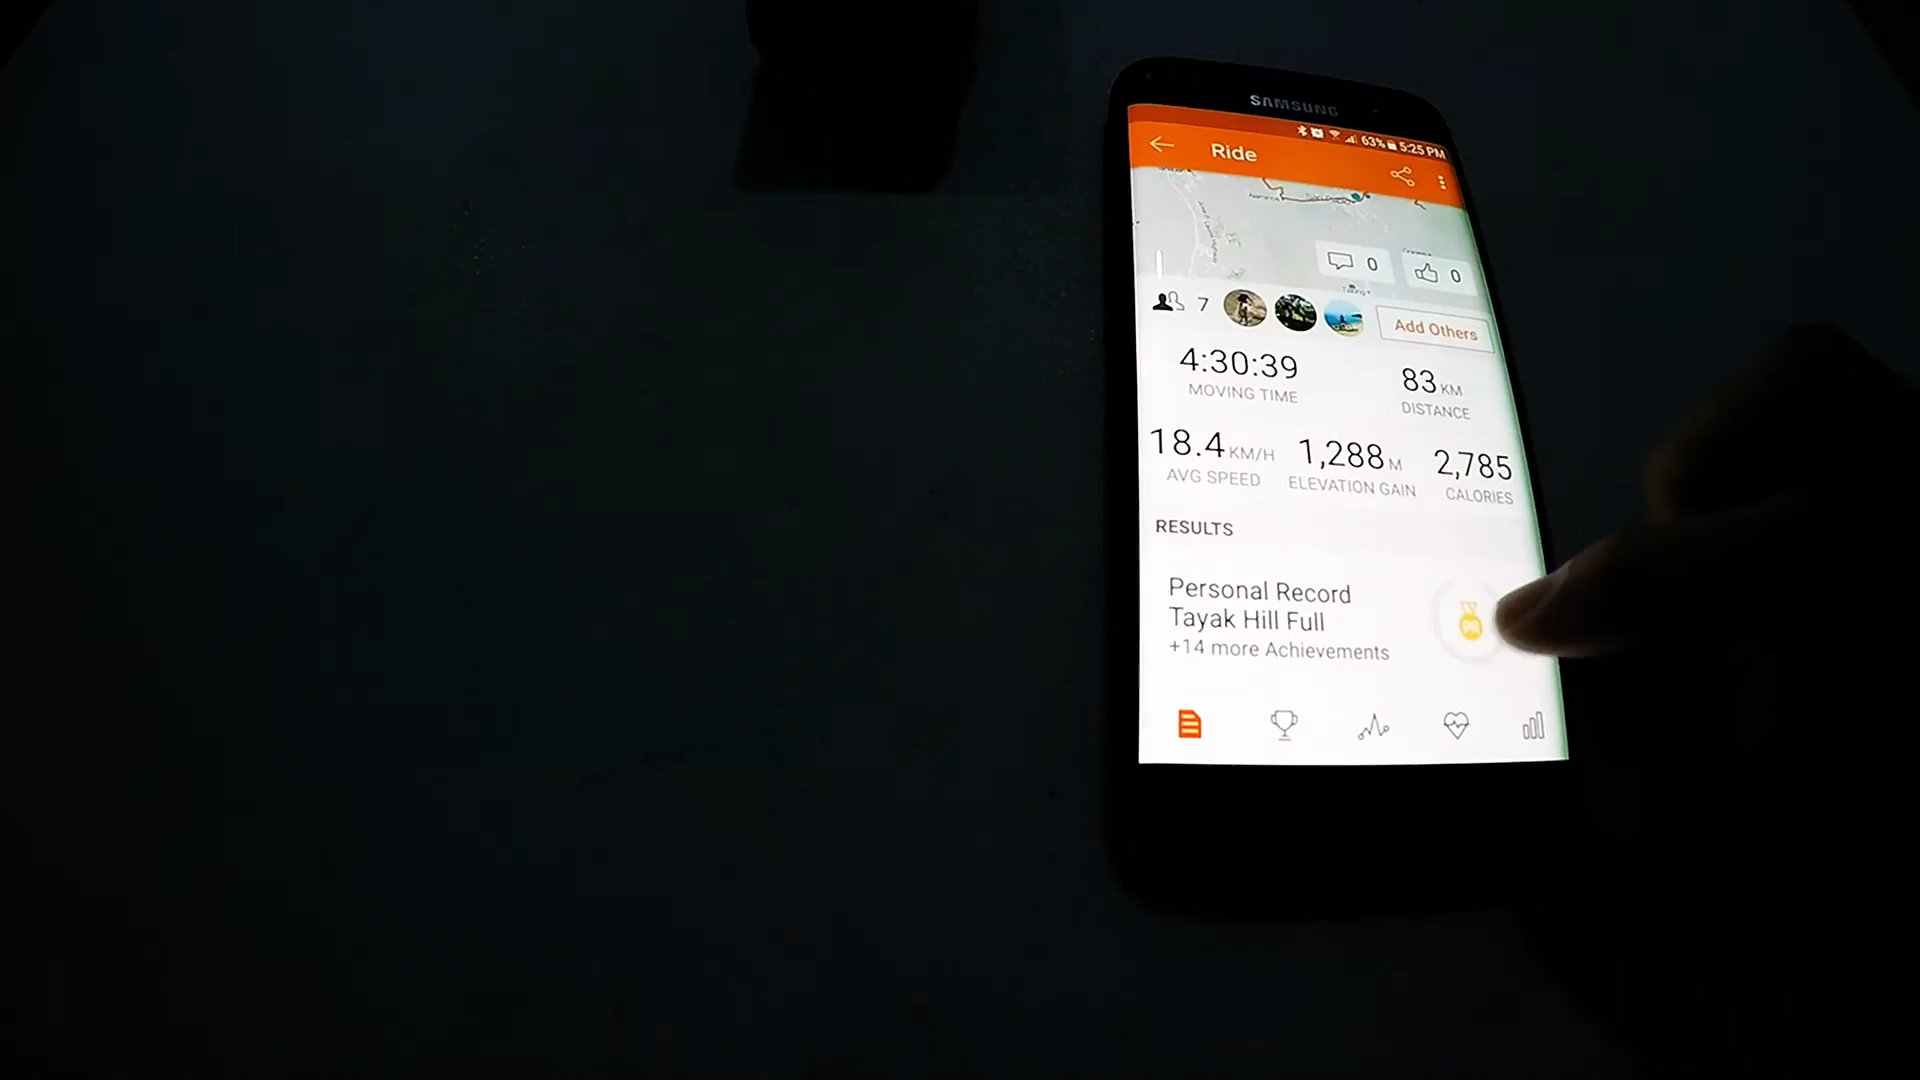 SAMSUNG
63% 5:25 PM
Ride
0 0
7 Add Others
4:30:39 83 KM
MOVING TIME DISTANCE
18.4 KM/H 1,288 M 2,785
AVG SPEED ELEVATION GAIN CALORIES
RESULTS
Personal Record
Tayak Hill Full
+14 more Achievements
PR